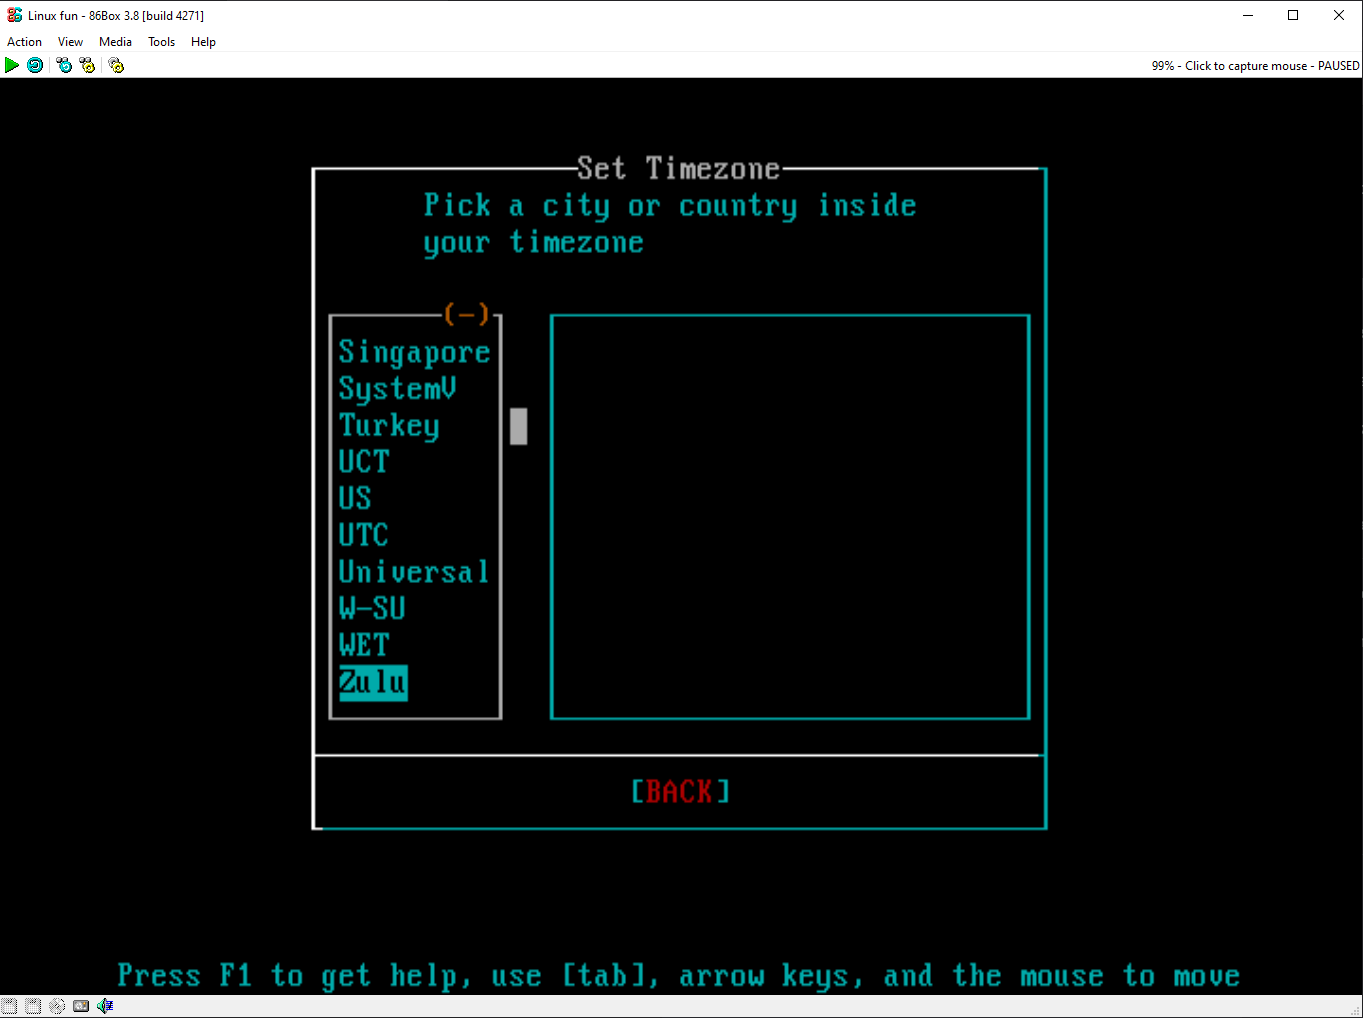 Linux fun - 86Box 3.8 [build 4271]
Action View Media Tools Help
99% - Click to capture mouse - PAUSED
Set Timezone
Pick a city or country inside
your timezone
(-)
Singapore
SystemV
Turkey
UCT
US
UTC
Universal
W-SU
WET
Zulu
[BACK]
Press F1 to get help, use [tab], arrow keys, and the mouse to move